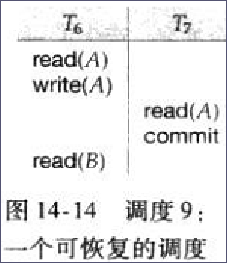 T₆ T₇
read(A)
write(A)
read(A)
commit
read(B)
图 14-14 调度 9：
一个可恢复的调度